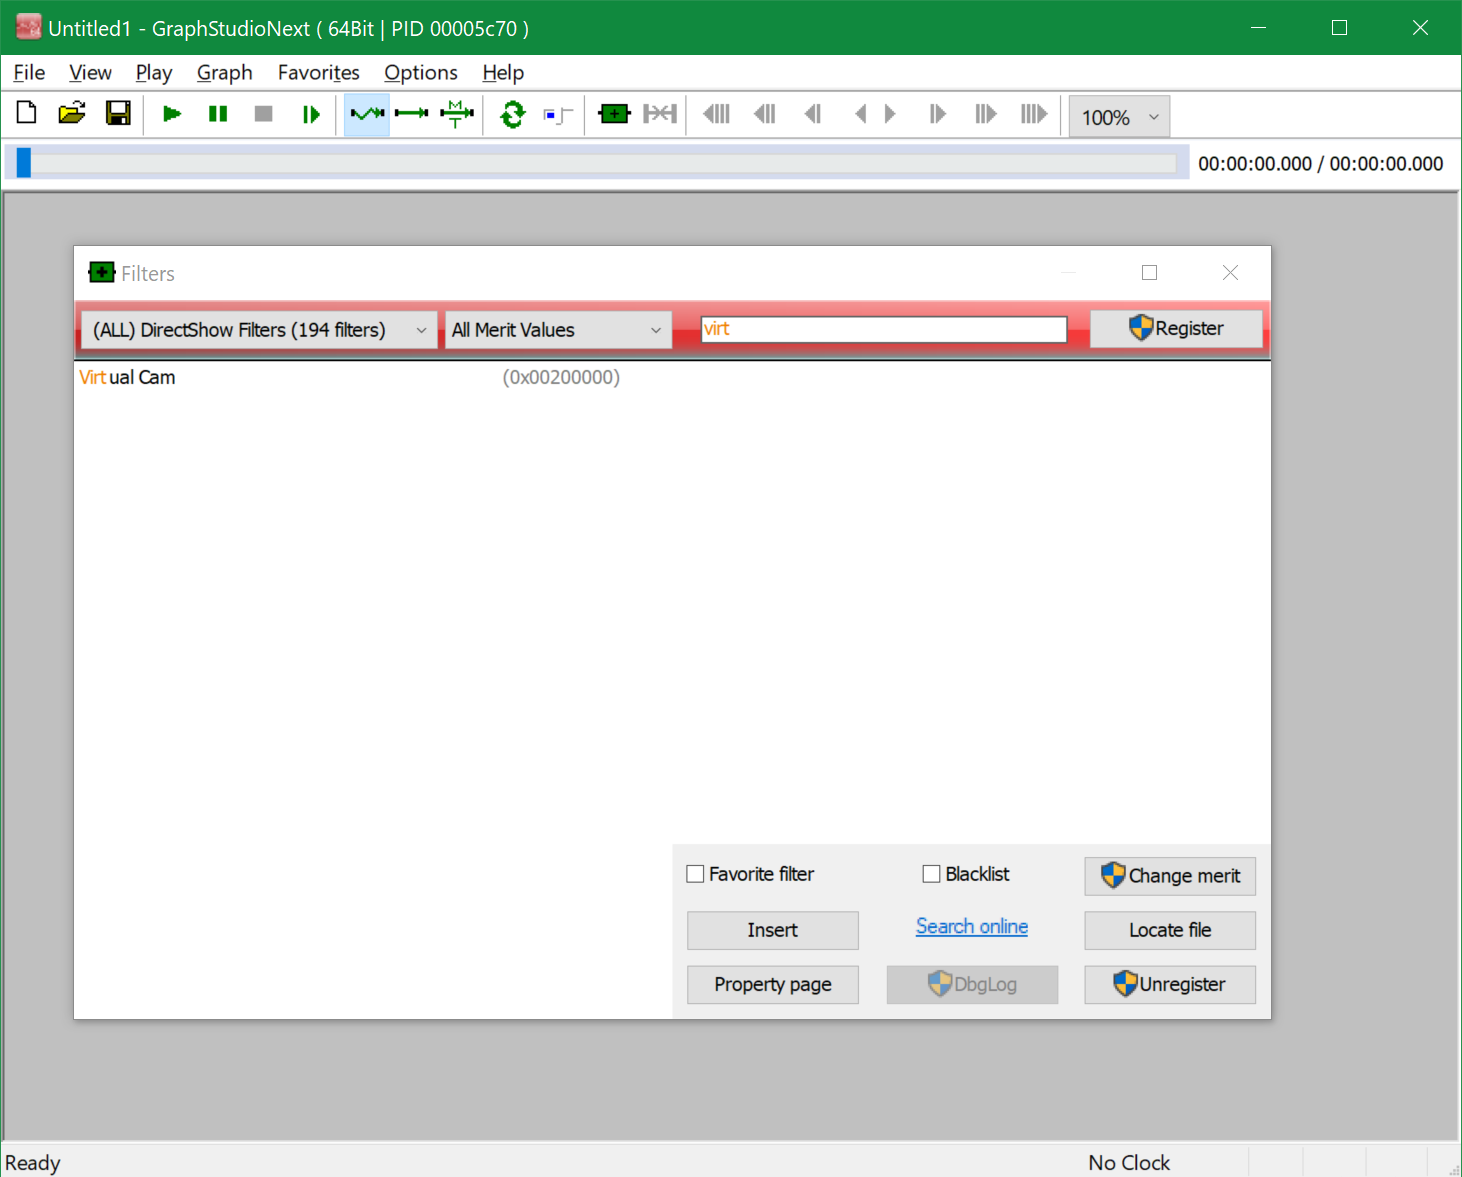 Untitled1 - GraphStudioNext ( 64Bit | PID 00005c70 )
File View Play Graph Favorites Options Help
M
T
100%
00:00:00.000 / 00:00:00.000
Filters
(ALL) DirectShow Filters (194 filters) All Merit Values virt Register
Virtual Cam (0x00200000)
Favorite filter Blacklist Change merit
Insert Search online Locate file
Property page DbgLog Unregister
Ready No Clock